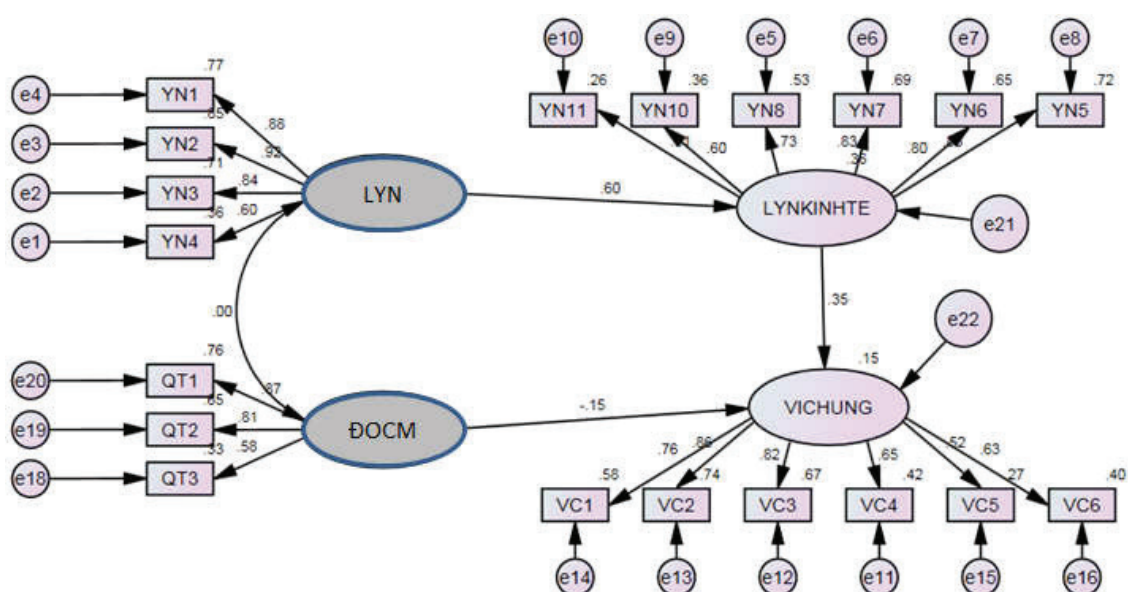 e10 e9 e5 e6 e7 e8
.26 .36 .53 .69 .65 .72
YN11 YN10 YN8 YN7 YN6 YN5
.60 .73 .83 .80
.36
LYNKINHTE
e21
.77
e4 YN1
.88
.65
e3 YN2
.92
.71
e2 YN3 .84
LYN
.60
.36 .60
e1 YN4
.00
.35
e22
.76
e20 QT1
.87
.65
e19 QT2 .81
ĐOCM
-.15
.15
VICHUNG
.33 .58
e18 QT3
.76 .86 .82 .65 .52 .63
.58 .74 .67 .42 .27 .40
VC1 VC2 VC3 VC4 VC5 VC6
e14 e13 e12 e11 e15 e16